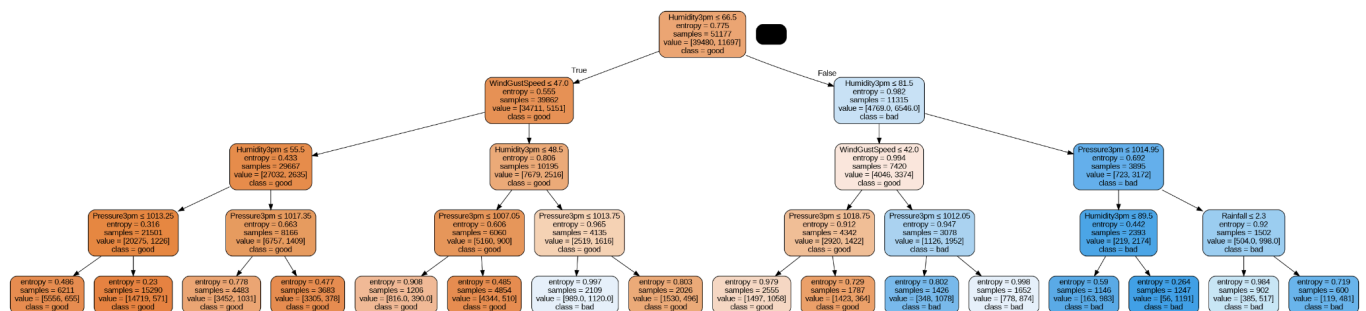 Humidity3pm ≤ 66.5
entropy = 0.775
samples = 51177
value = [39480, 11697]
class = good
True
False
WindGustSpeed ≤ 47.0
entropy = 0.555
samples = 39862
value = [34711, 5151]
class = good
Humidity3pm ≤ 81.5
entropy = 0.982
samples = 11315
value = [4769.0, 6546.0]
class = bad
Humidity3pm ≤ 55.5
entropy = 0.433
samples = 29667
value = [27032, 2635]
class = good
Humidity3pm ≤ 48.5
entropy = 0.806
samples = 10195
value = [7679, 2516]
class = good
WindGustSpeed ≤ 42.0
entropy = 0.994
samples = 7420
value = [4046, 3374]
class = good
Pressure3pm ≤ 1014.95
entropy = 0.692
samples = 3895
value = [723, 3172]
class = bad
Pressure3pm ≤ 1013.25
entropy = 0.316
samples = 21501
value = [20275, 1226]
class = good
Pressure3pm ≤ 1017.35
entropy = 0.663
samples = 8166
value = [6757, 1409]
class = good
Pressure3pm ≤ 1007.05
entropy = 0.606
samples = 6060
value = [5160, 900]
class = good
Pressure3pm ≤ 1013.75
entropy = 0.965
samples = 4135
value = [2519, 1616]
class = good
Pressure3pm ≤ 1018.75
entropy = 0.912
samples = 4342
value = [2920, 1422]
class = good
Pressure3pm ≤ 1012.05
entropy = 0.947
samples = 3078
value = [1126, 1952]
class = bad
Humidity3pm ≤ 89.5
entropy = 0.442
samples = 2393
value = [219, 2174]
class = bad
Rainfall ≤ 2.3
entropy = 0.92
samples = 1502
value = [504.0, 998.0]
class = bad
entropy = 0.486
samples = 6211
value = [5556, 655]
class = good
entropy = 0.23
samples = 15290
value = [14719, 571]
class = good
entropy = 0.778
samples = 4483
value = [3452, 1031]
class = good
entropy = 0.477
samples = 3683
value = [3305, 378]
class = good
entropy = 0.908
samples = 1206
value = [816.0, 390.0]
class = good
entropy = 0.485
samples = 4854
value = [4344, 510]
class = good
entropy = 0.997
samples = 2109
value = [989.0, 1120.0]
class = bad
entropy = 0.803
samples = 2026
value = [1530, 496]
class = good
entropy = 0.979
samples = 2555
value = [1497, 1058]
class = good
entropy = 0.729
samples = 1787
value = [1423, 364]
class = good
entropy = 0.802
samples = 1426
value = [348, 1078]
class = bad
entropy = 0.998
samples = 1652
value = [778, 874]
class = bad
entropy = 0.59
samples = 1146
value = [163, 983]
class = bad
entropy = 0.264
samples = 1247
value = [56, 1191]
class = bad
entropy = 0.984
samples = 902
value = [385, 517]
class = bad
entropy = 0.719
samples = 600
value = [119, 481]
class = bad